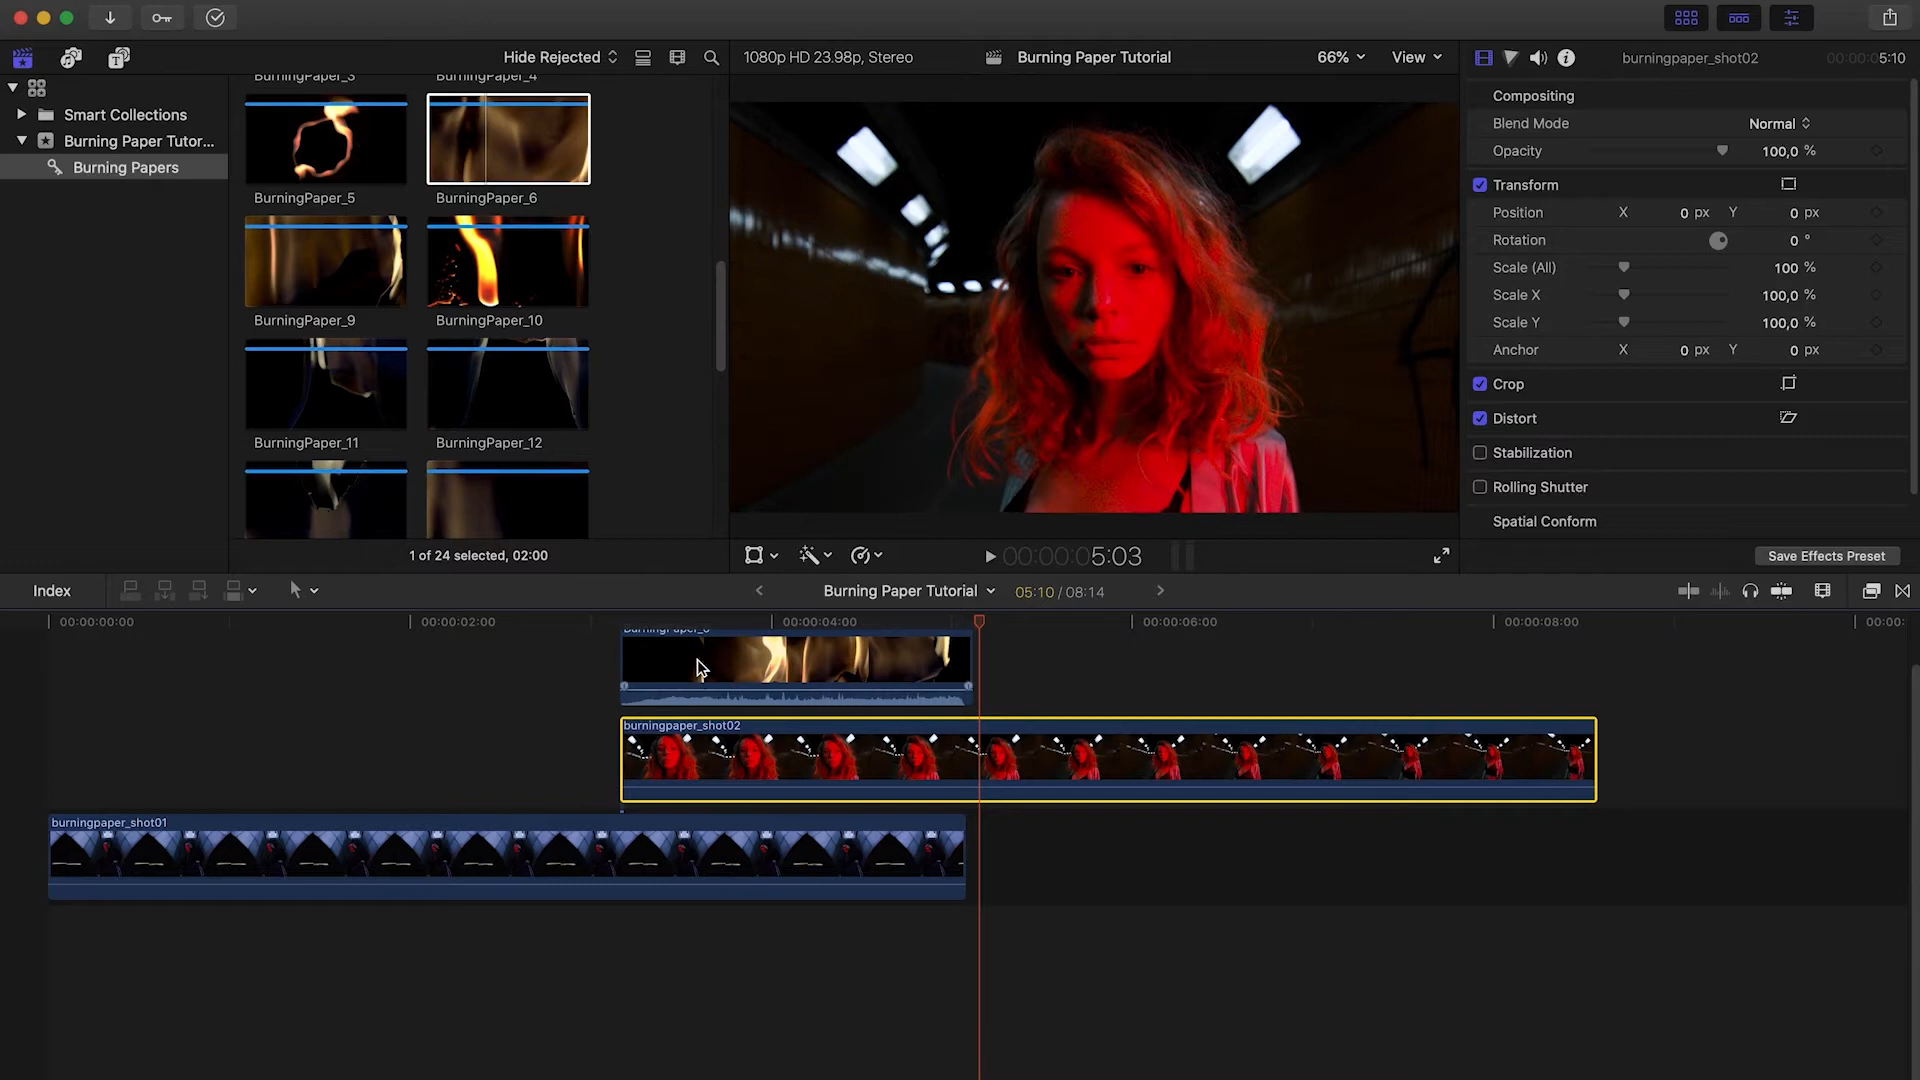 Hide Rejected
1080p HD 23.98p, Stereo
Burning Paper Tutorial
66%
View
burningpaper_shot02
00:00:05:10
Smart Collections
Burning Paper Tutor...
Burning Papers
BurningPaper_3
BurningPaper_4
BurningPaper_5
BurningPaper_6
BurningPaper_9
BurningPaper_10
BurningPaper_11
BurningPaper_12
1 of 24 selected, 02:00
Compositing
Blend Mode Normal
Opacity 100,0 %
Transform
Position X 0 px Y 0 px
Rotation 0 °
Scale (All) 100 %
Scale X 100,0 %
Scale Y 100,0 %
Anchor X 0 px Y 0 px
Crop
Distort
Stabilization
Rolling Shutter
Spatial Conform
Save Effects Preset
00:00:05:03
Index
Burning Paper Tutorial
05:10 / 08:14
00:00:00:00
00:00:02:00
00:00:04:00
00:00:06:00
00:00:08:00
00:00:
BurningPaper_6
burningpaper_shot02
burningpaper_shot01